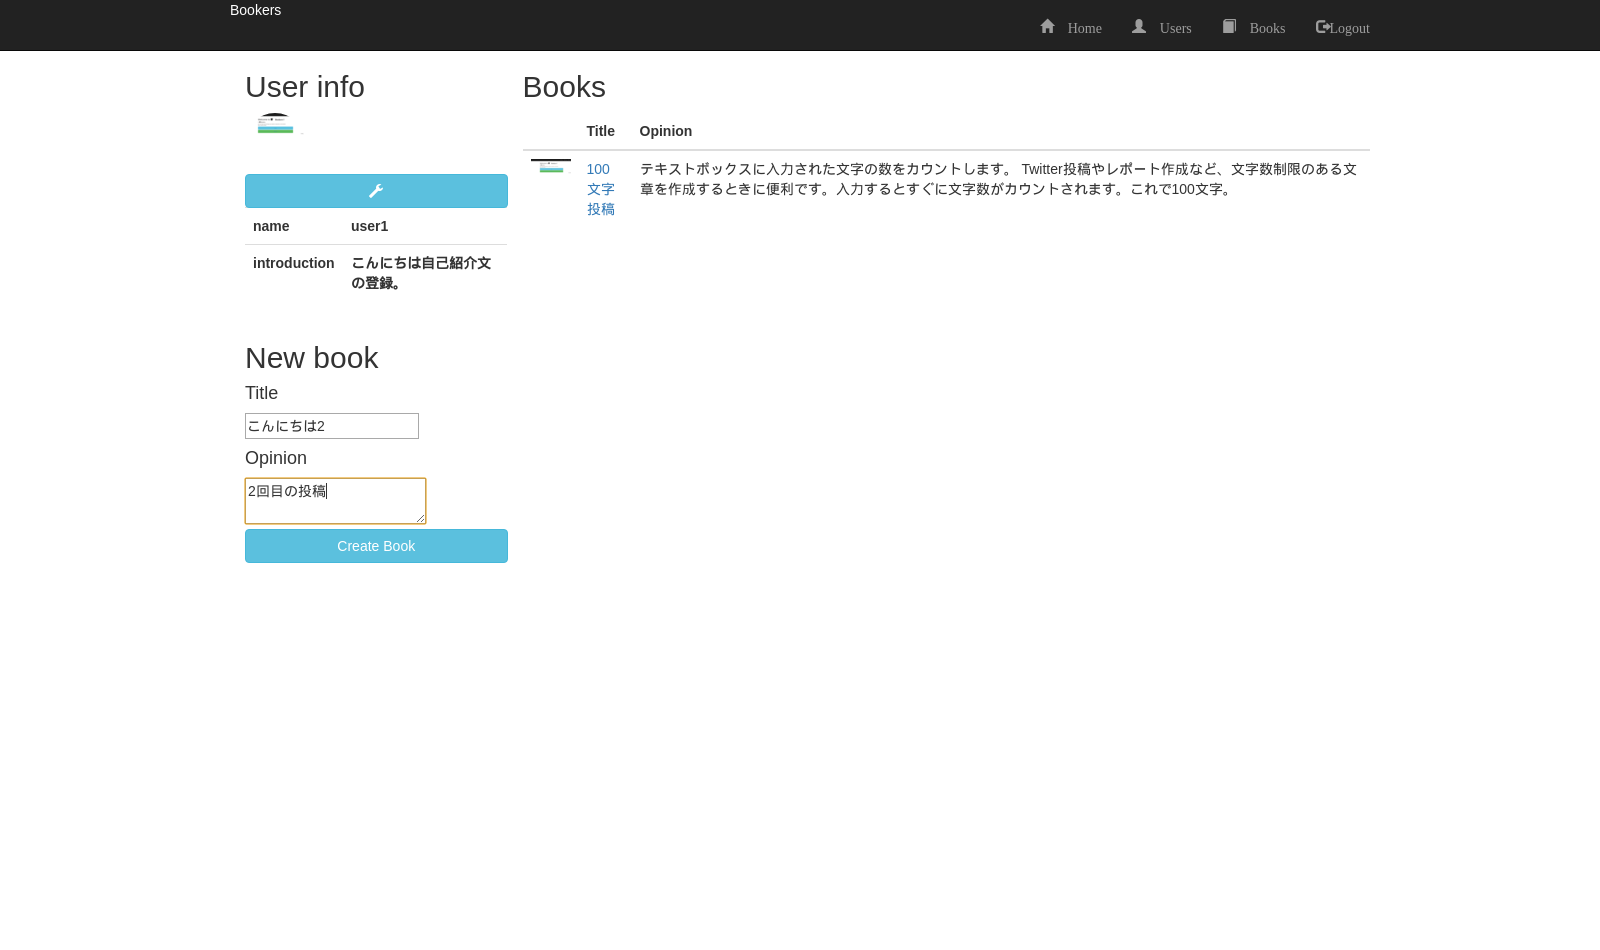 Bookers
Home Users Books Logout
User info
name user1
introduction こんにちは自己紹介文
の登録。
New book
Title
こんにちは2
Opinion
2回目の投稿
Create Book
Books
Title Opinion
100
文字
投稿
テキストボックスに入力された文字の数をカウントします。 Twitter投稿やレポート作成など、文字数制限のある文
章を作成するときに便利です。入力するとすぐに文字数がカウントされます。これで100文字。